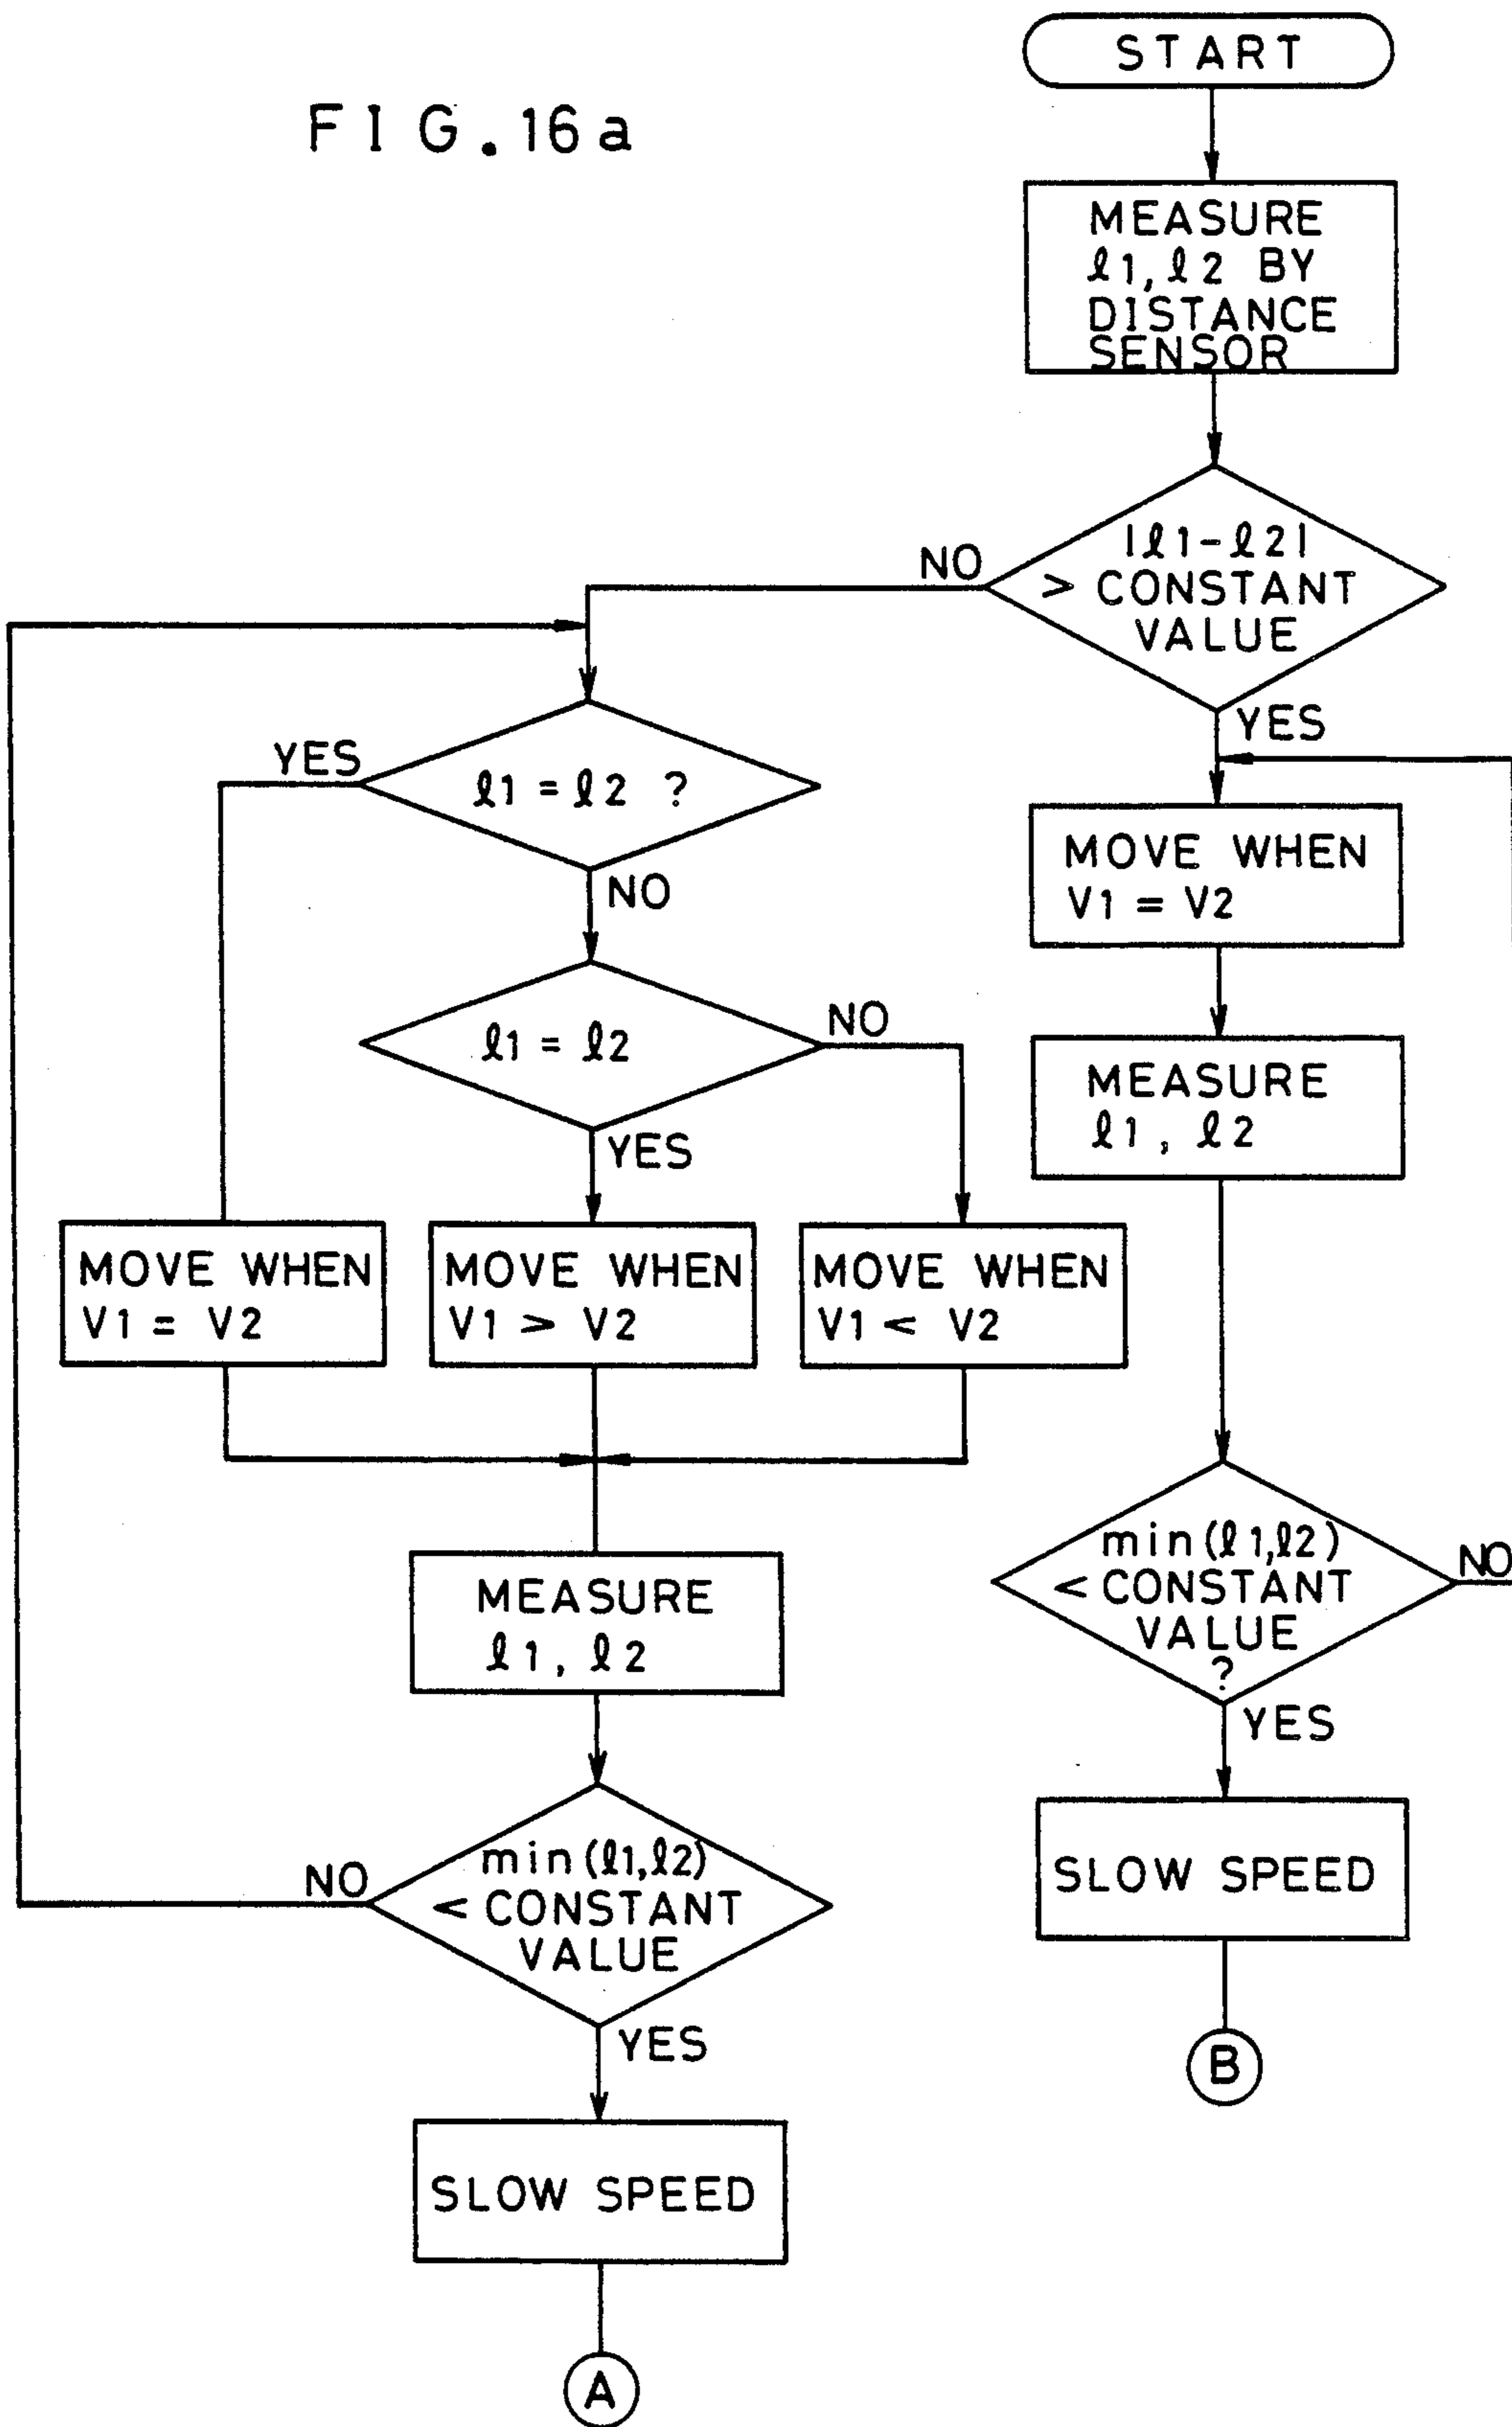 FIG.16a
START
MEASURE
ℓ1,ℓ2 BY
DISTANCE
SENSOR
|ℓ1-ℓ2|
> CONSTANT
VALUE
NO
YES
ℓ1=ℓ2 ?
YES
NO
MOVE WHEN
V1=V2
ℓ1=ℓ2
NO
YES
MEASURE
ℓ1, ℓ2
MOVE WHEN
V1 = V2
MOVE WHEN
V1 > V2
MOVE WHEN
V1 < V2
min(ℓ1,ℓ2)
< CONSTANT
VALUE
?
NO
YES
MEASURE
ℓ1, ℓ2
SLOW SPEED
B
min(ℓ1,ℓ2)
< CONSTANT
VALUE
NO
YES
SLOW SPEED
A